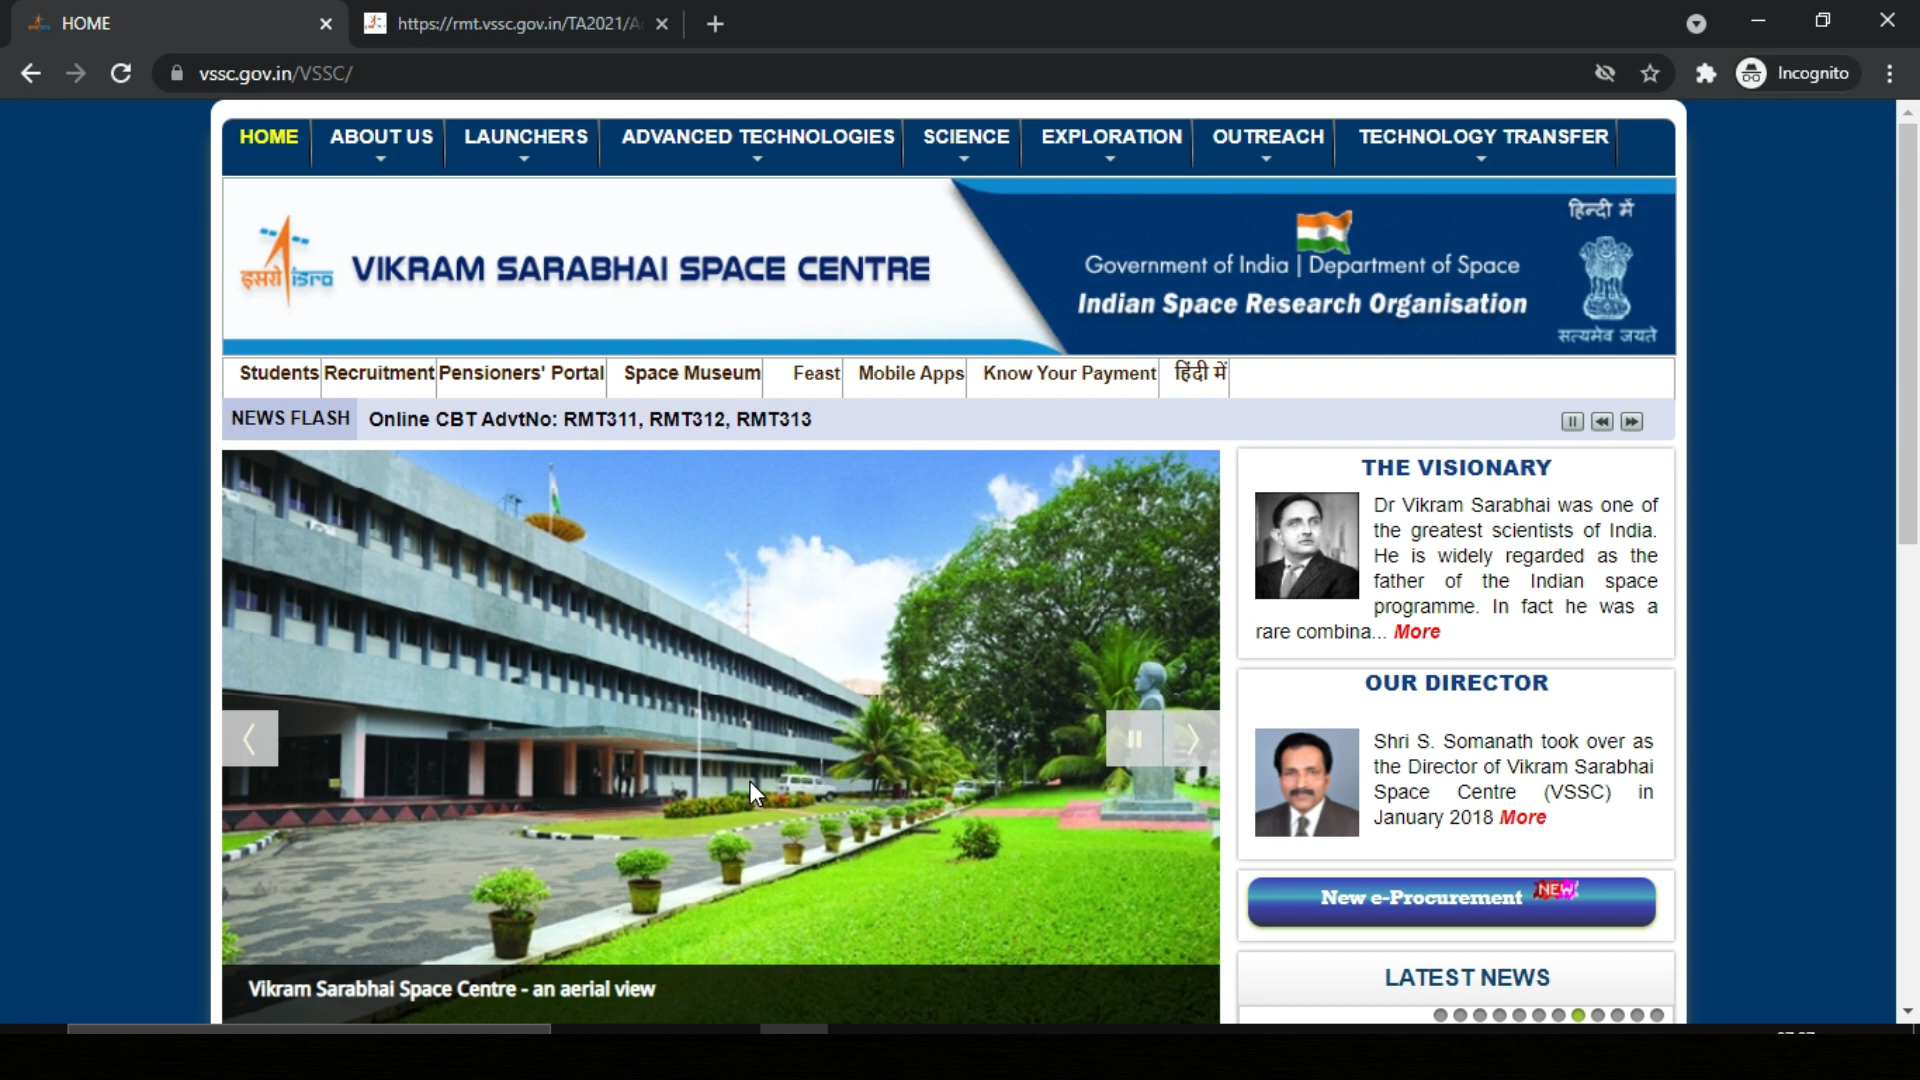 HOME
https://rmt.vssc.gov.in/TA2021/A
vssc.gov.in/VSSC/
Incognito
HOME ABOUT US LAUNCHERS ADVANCED TECHNOLOGIES SCIENCE EXPLORATION OUTREACH TECHNOLOGY TRANSFER
हिन्दी में
इसरो isro
VIKRAM SARABHAI SPACE CENTRE
Government of India | Department of Space
Indian Space Research Organisation
सत्यमेव जयते
Students Recruitment Pensioners' Portal Space Museum Feast Mobile Apps Know Your Payment हिंदी में
NEWS FLASH Online CBT AdvtNo: RMT311, RMT312, RMT313
THE VISIONARY
Dr Vikram Sarabhai was one of
the greatest scientists of India.
He is widely regarded as the
father of the Indian space
programme. In fact he was a
rare combina... More
OUR DIRECTOR
Shri S. Somanath took over as
the Director of Vikram Sarabhai
Space Centre (VSSC) in
January 2018 More
New e-Procurement NEW!
LATEST NEWS
Vikram Sarabhai Space Centre - an aerial view